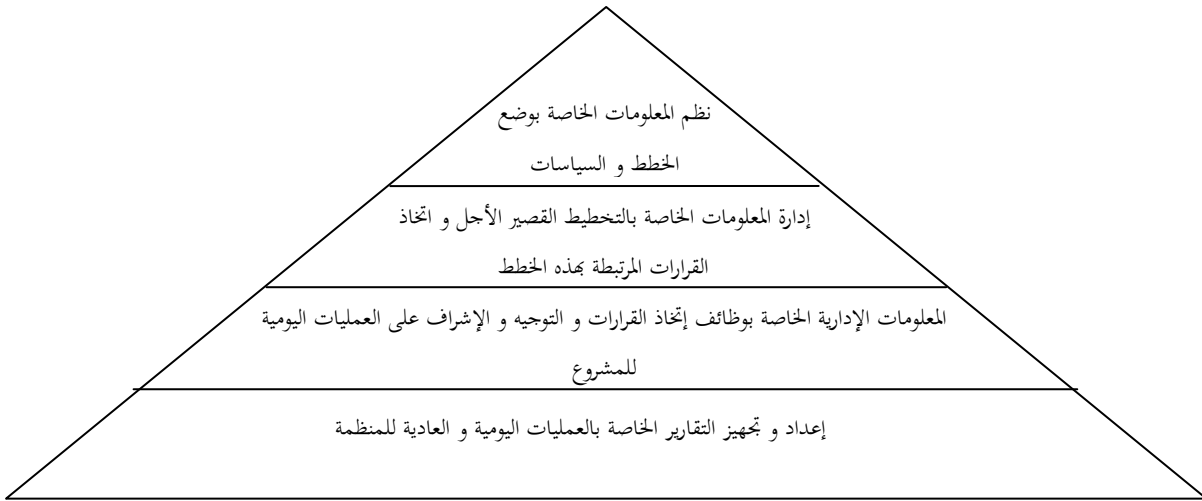 نظم المعلومات الخاصة بوضع
الخطط و السياسات
إدارة المعلومات الخاصة بالتخطيط القصير الأجل و اتخاذ
القرارات المرتبطة بهذه الخطط
المعلومات الإدارية الخاصة بوظائف إتخاذ القرارات و التوجيه و الإشراف على العمليات اليومية
للمشروع
إعداد و تجهيز التقارير الخاصة بالعمليات اليومية و العادية للمنظمة